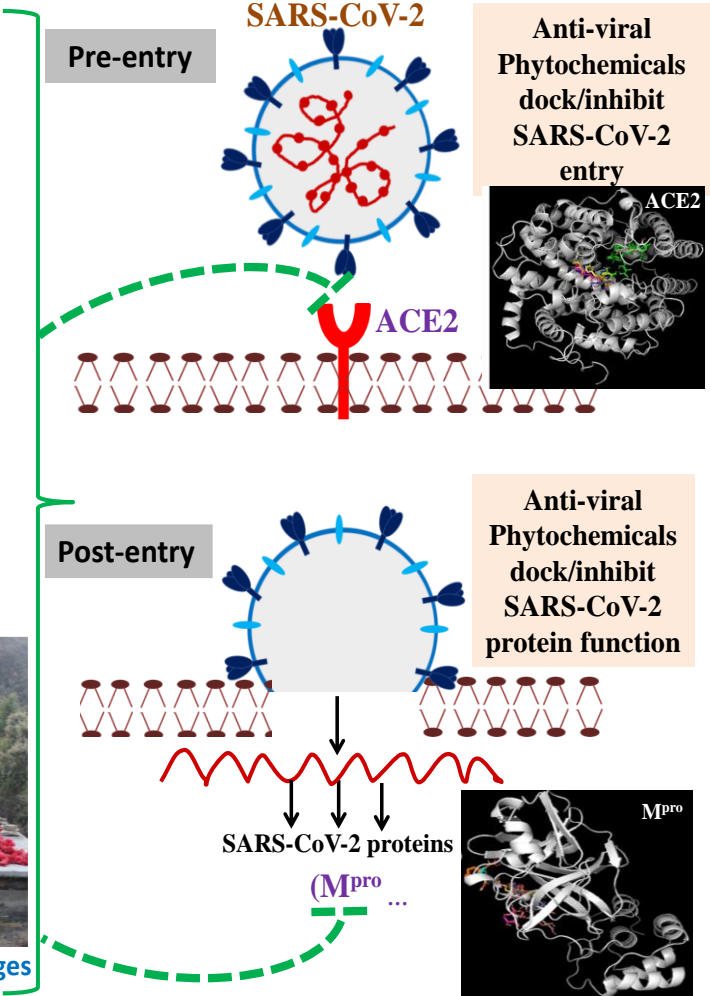 SARS-CoV-2
Pre-entry
Anti-viral
Phytochemicals
dock/inhibit
SARS-CoV-2
entry
ACE2
ACE2
Post-entry
Anti-viral
Phytochemicals
dock/inhibit
SARS-CoV-2
protein function
SARS-CoV-2 proteins
(Mᵖʳᵒ ...
Mᵖʳᵒ